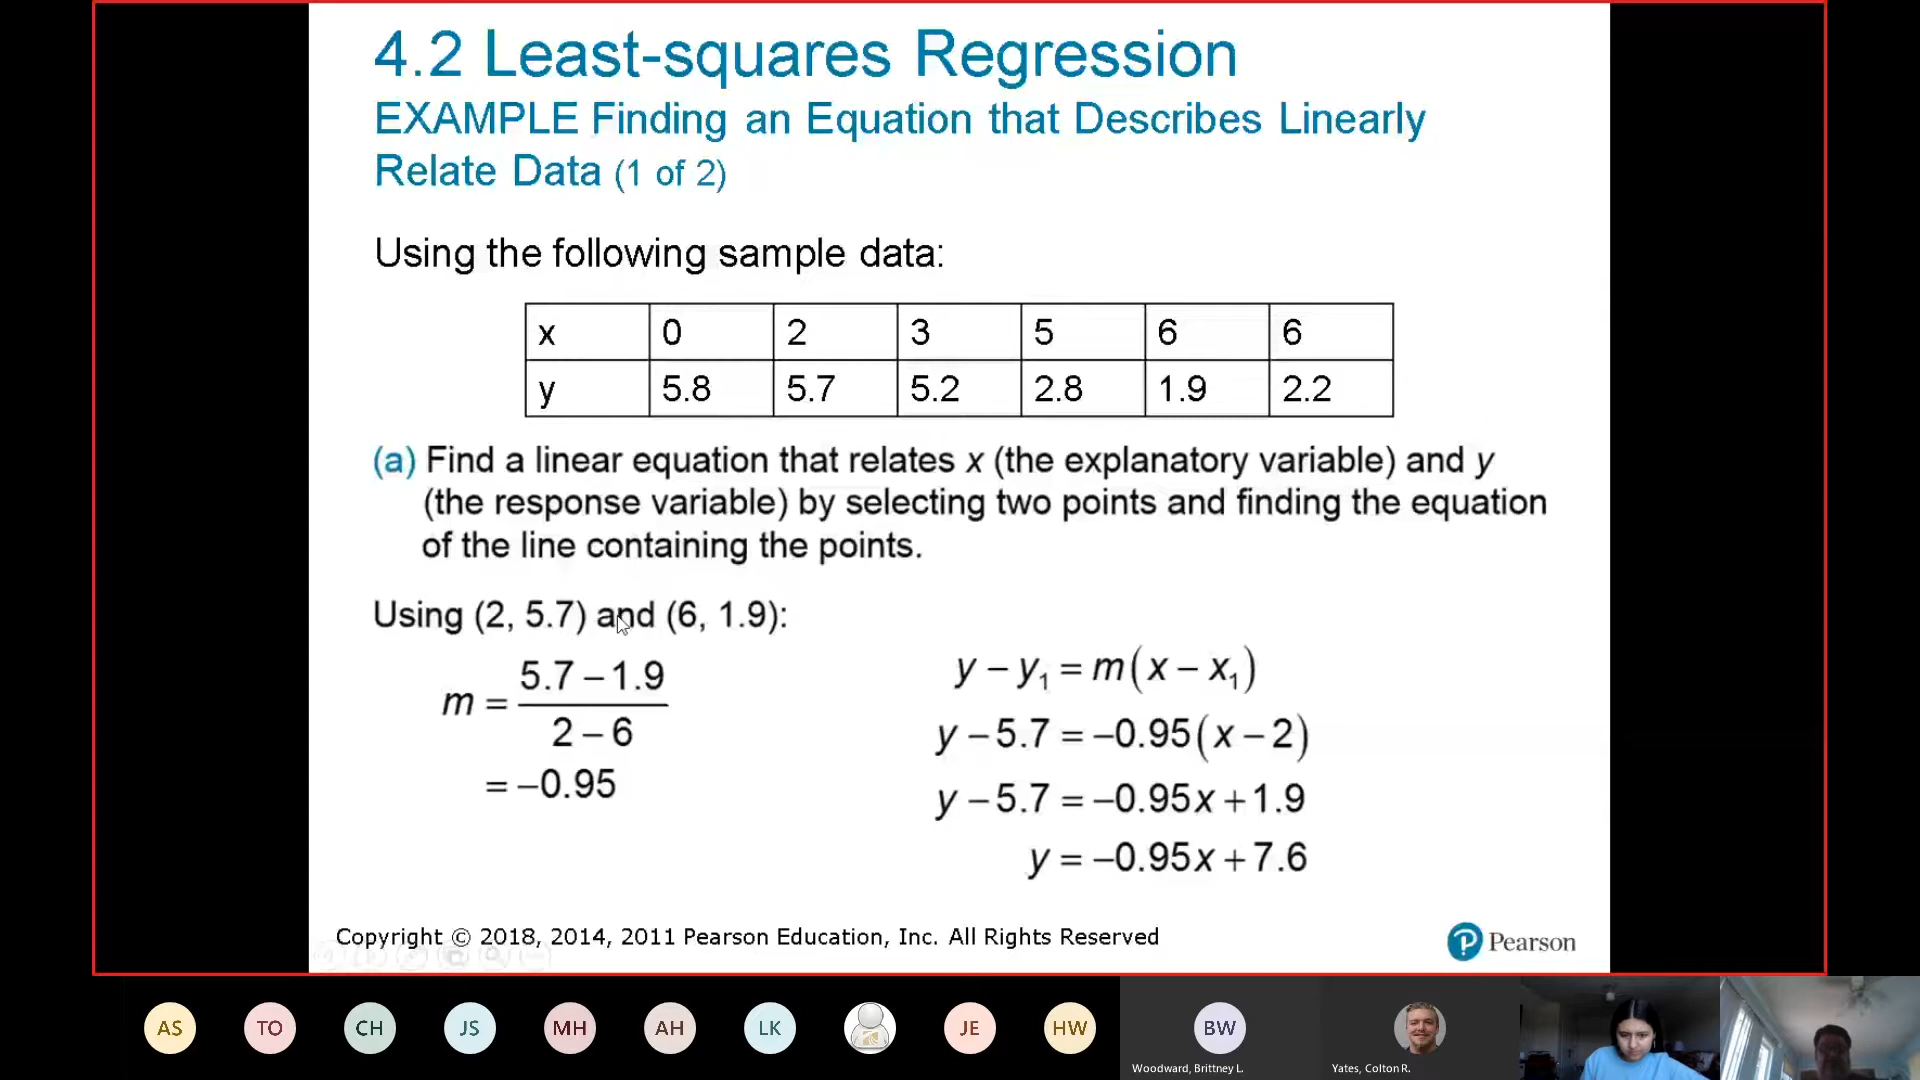 4.2 Least-squares Regression
EXAMPLE Finding an Equation that Describes Linearly
Relate Data (1 of 2)
Using the following sample data:
x 0 2 3 5 6 6
y 5.8 5.7 5.2 2.8 1.9 2.2
(a) Find a linear equation that relates x (the explanatory variable) and y
(the response variable) by selecting two points and finding the equation
of the line containing the points.
Using (2, 5.7) and (6, 1.9):
m = (5.7 – 1.9) / (2 – 6)
= –0.95
y – y₁ = m(x – x₁)
y – 5.7 = –0.95(x – 2)
y – 5.7 = –0.95x + 1.9
y = –0.95x + 7.6
Copyright © 2018, 2014, 2011 Pearson Education, Inc. All Rights Reserved
P Pearson
AS TO CH JS MH AH LK JE HW BW
Woodward, Brittney L. Yates, Colton R.